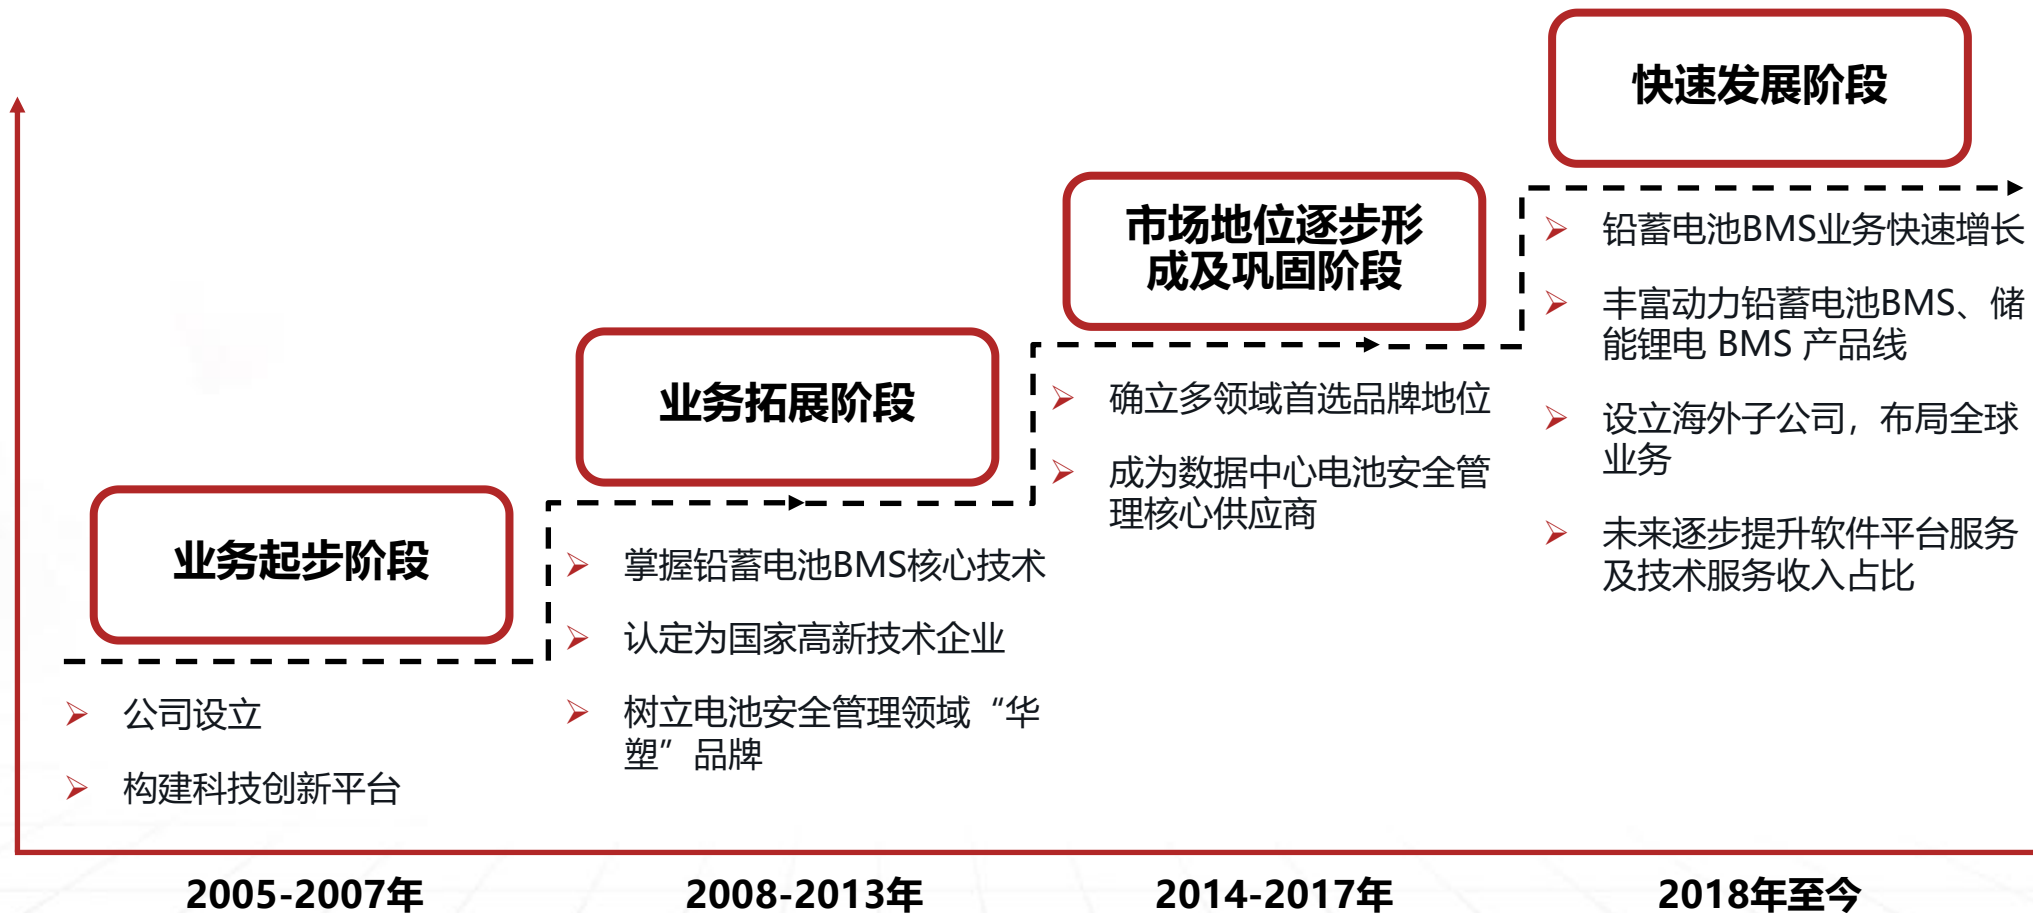 业务起步阶段
公司设立
构建科技创新平台
2005-2007年
业务拓展阶段
掌握铅蓄电池BMS核心技术
认定为国家高新技术企业
树立电池安全管理领域“华
塑”品牌
2008-2013年
市场地位逐步形
成及巩固阶段
确立多领域首选品牌地位
成为数据中心电池安全管
理核心供应商
2014-2017年
快速发展阶段
铅蓄电池BMS业务快速增长
丰富动力铅蓄电池BMS、储
能锂电 BMS 产品线
设立海外子公司，布局全球
业务
未来逐步提升软件平台服务
及技术服务收入占比
2018年至今